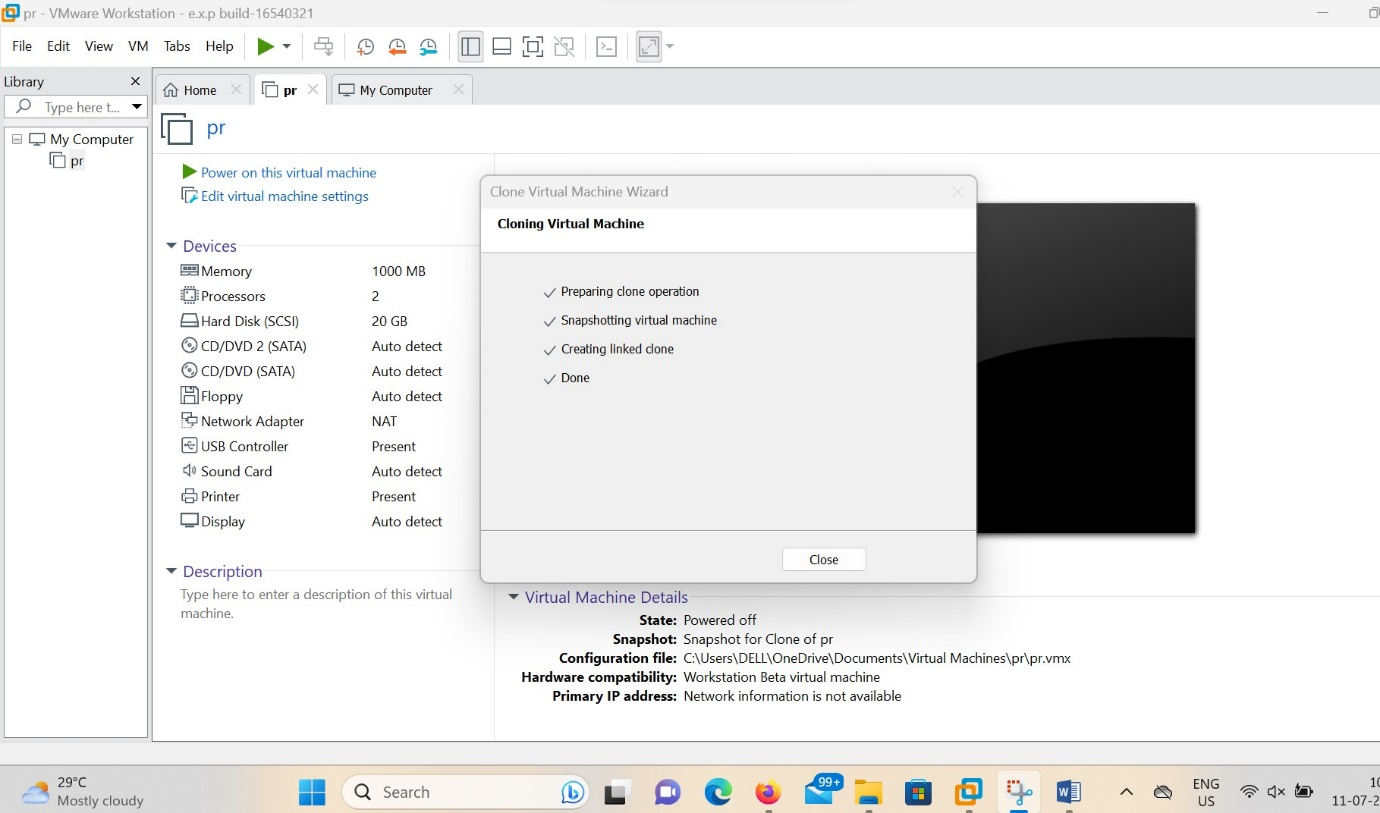 pr - VMware Workstation - e.x.p build-16540321
File Edit View VM Tabs Help
Library
Type here t...
My Computer
pr
Home
pr
My Computer
pr
Power on this virtual machine
Edit virtual machine settings
Devices
Memory 1000 MB
Processors 2
Hard Disk (SCSI) 20 GB
CD/DVD 2 (SATA) Auto detect
CD/DVD (SATA) Auto detect
Floppy Auto detect
Network Adapter NAT
USB Controller Present
Sound Card Auto detect
Printer Present
Display Auto detect
Description
Type here to enter a description of this virtual
machine.
Clone Virtual Machine Wizard
Cloning Virtual Machine
Preparing clone operation
Snapshotting virtual machine
Creating linked clone
Done
Close
Virtual Machine Details
State: Powered off
Snapshot: Snapshot for Clone of pr
Configuration file: C:\Users\DELL\OneDrive\Documents\Virtual Machines\pr\pr.vmx
Hardware compatibility: Workstation Beta virtual machine
Primary IP address: Network information is not available
29°C
Mostly cloudy
Search
99+
ENG
US
10
11-07-2